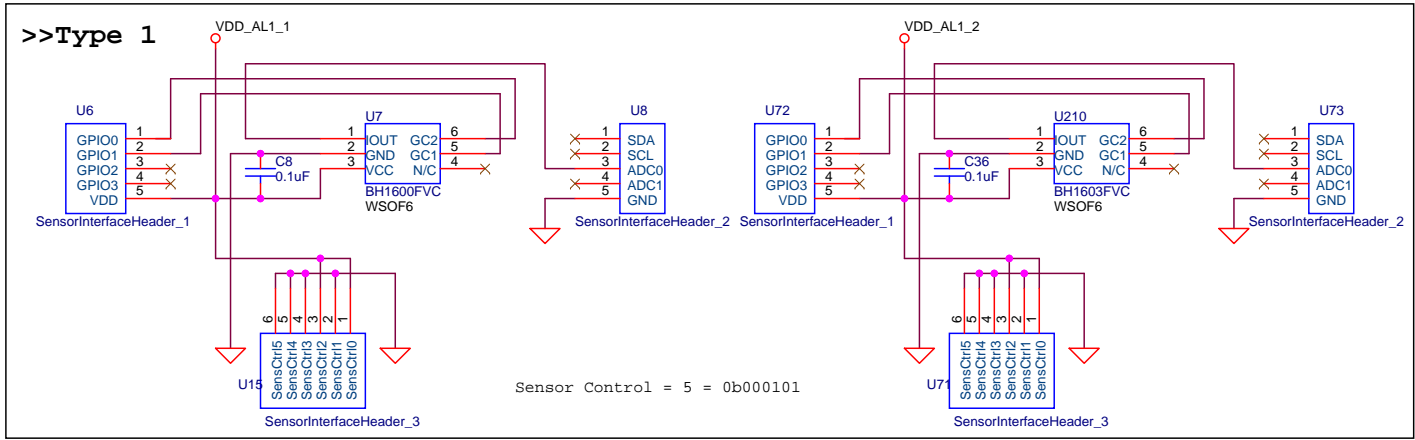 >>Type 1
VDD_AL1_1
VDD_AL1_2
U6
GPIO0 1
GPIO1 2
GPIO2 3
GPIO3 4
VDD 5
SensorInterfaceHeader_1
C8
0.1uF
U7
1 IOUT GC2 6
2 GND GC1 5
3 VCC N/C 4
BH1600FVC
WSOF6
U8
1 SDA
2 SCL
3 ADC0
4 ADC1
5 GND
SensorInterfaceHeader_2
U72
GPIO0 1
GPIO1 2
GPIO2 3
GPIO3 4
VDD 5
SensorInterfaceHeader_1
C36
0.1uF
U210
1 IOUT GC2 6
2 GND GC1 5
3 VCC N/C 4
BH1603FVC
WSOF6
U73
1 SDA
2 SCL
3 ADC0
4 ADC1
5 GND
SensorInterfaceHeader_2
U15
6 SensCtrl5
5 SensCtrl4
4 SensCtrl3
3 SensCtrl2
2 SensCtrl1
1 SensCtrl0
SensorInterfaceHeader_3
Sensor Control = 5 = 0b000101
U71
6 SensCtrl5
5 SensCtrl4
4 SensCtrl3
3 SensCtrl2
2 SensCtrl1
1 SensCtrl0
SensorInterfaceHeader_3